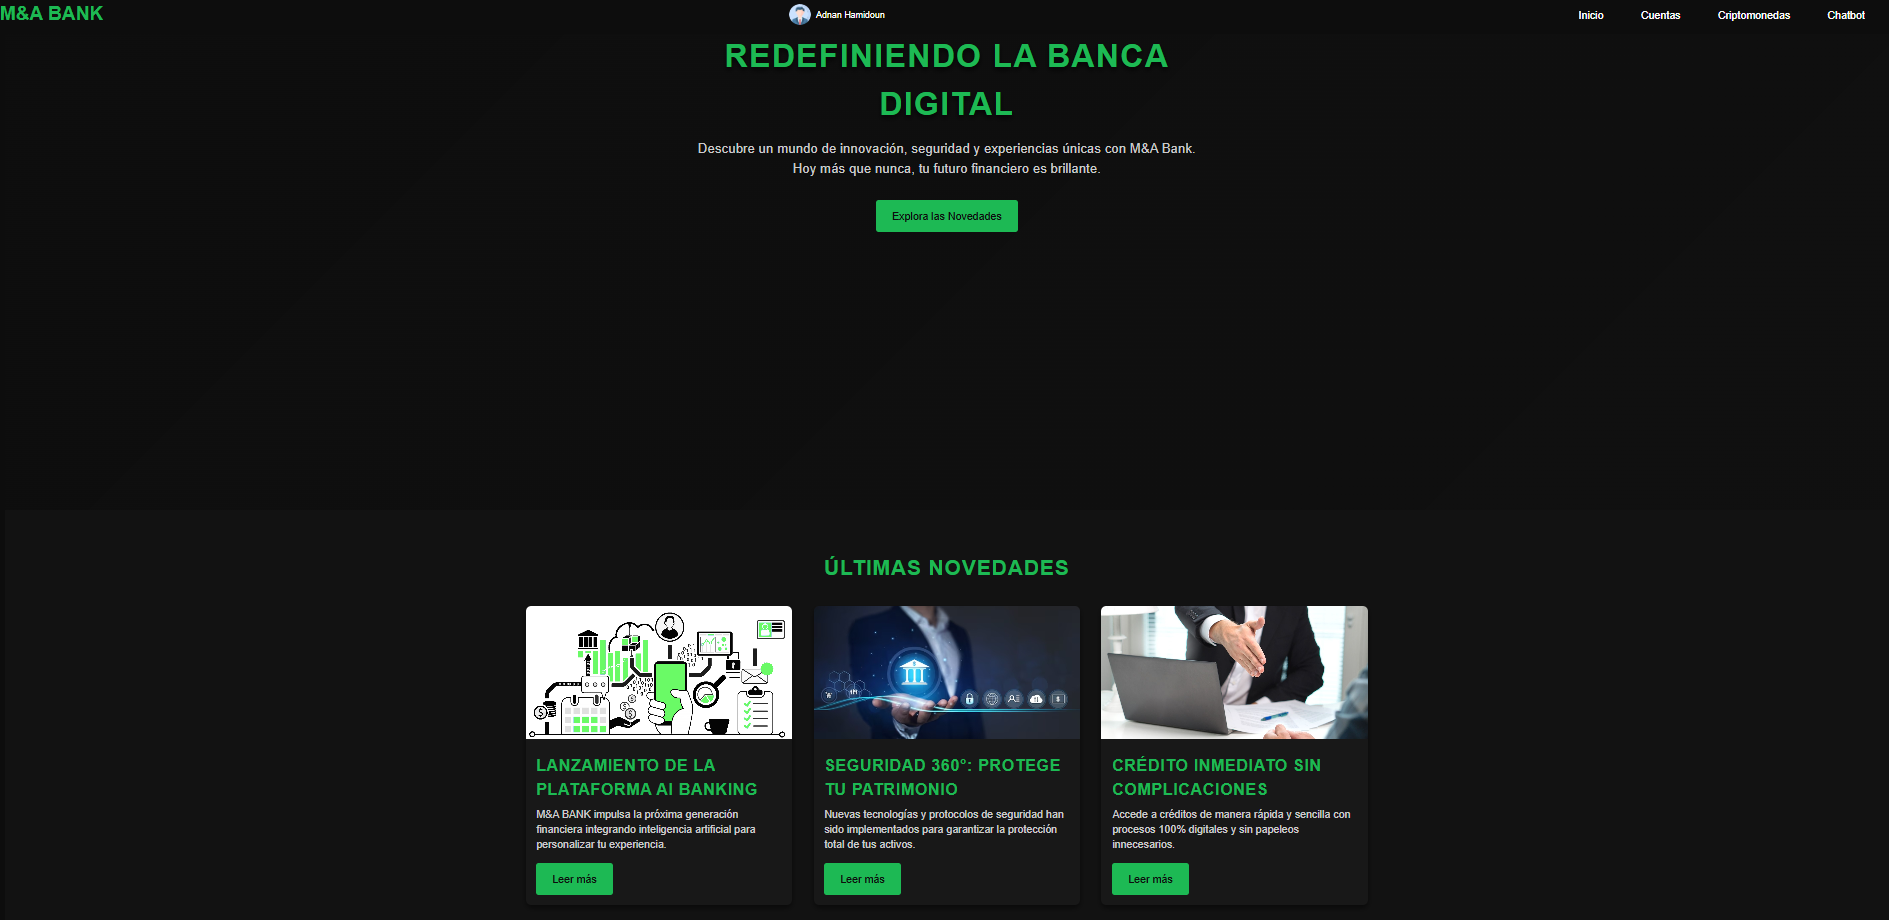 M&A BANK
Adnan Hamidoun
Inicio
Cuentas
Criptomonedas
Chatbot
REDEFINIENDO LA BANCA
DIGITAL
Descubre un mundo de innovación, seguridad y experiencias únicas con M&A Bank.
Hoy más que nunca, tu futuro financiero es brillante.
Explora las Novedades
ÚLTIMAS NOVEDADES
LANZAMIENTO DE LA
PLATAFORMA AI BANKING
M&A BANK impulsa la próxima generación
financiera integrando inteligencia artificial para
personalizar tu experiencia.
Leer más
SEGURIDAD 360°: PROTEGE
TU PATRIMONIO
Nuevas tecnologías y protocolos de seguridad han
sido implementados para garantizar la protección
total de tus activos.
Leer más
CRÉDITO INMEDIATO SIN
COMPLICACIONES
Accede a créditos de manera rápida y sencilla con
procesos 100% digitales y sin papeleos
innecesarios.
Leer más